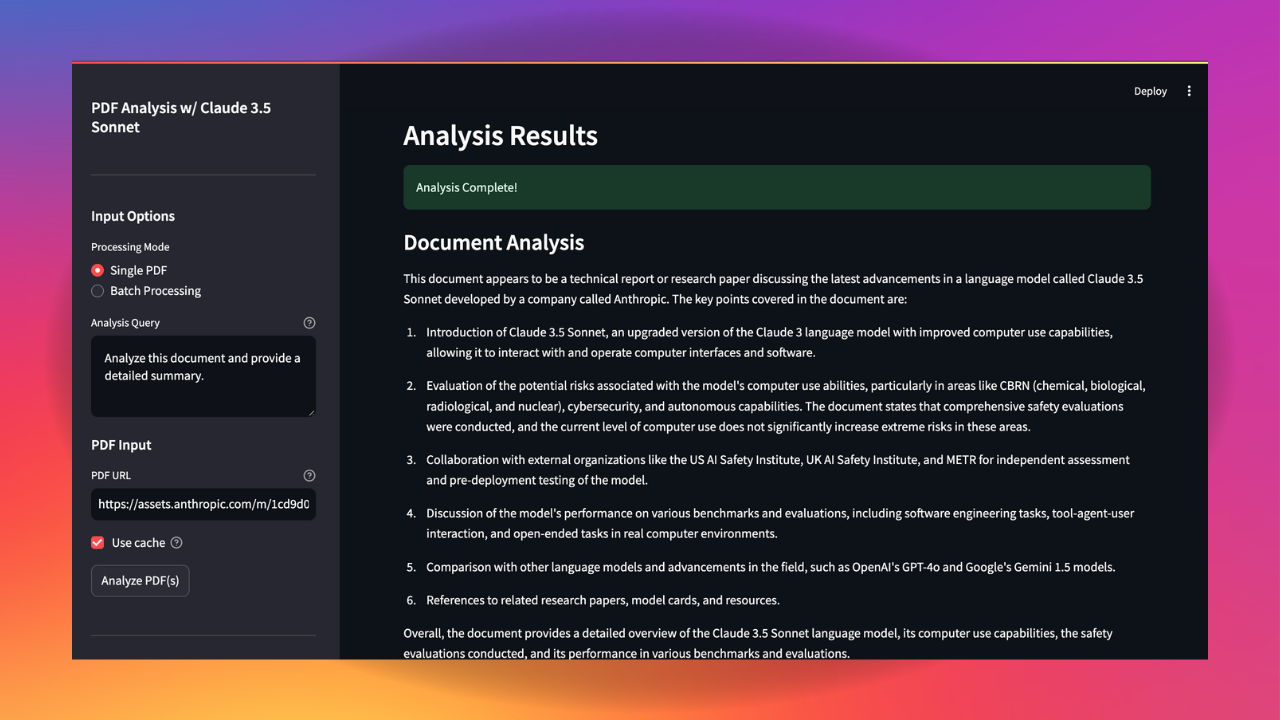 PDF Analysis w/ Claude 3.5
Sonnet
Input Options
Processing Mode
Single PDF
Batch Processing
Analysis Query
Analyze this document and provide a
detailed summary.
PDF Input
PDF URL
https://assets.anthropic.com/m/1cd9d0
Use cache
Analyze PDF(s)
Deploy
Analysis Results
Analysis Complete!
Document Analysis
This document appears to be a technical report or research paper discussing the latest advancements in a language model called Claude 3.5
Sonnet developed by a company called Anthropic. The key points covered in the document are:
1. Introduction of Claude 3.5 Sonnet, an upgraded version of the Claude 3 language model with improved computer use capabilities,
allowing it to interact with and operate computer interfaces and software.
2. Evaluation of the potential risks associated with the model's computer use abilities, particularly in areas like CBRN (chemical, biological,
radiological, and nuclear), cybersecurity, and autonomous capabilities. The document states that comprehensive safety evaluations
were conducted, and the current level of computer use does not significantly increase extreme risks in these areas.
3. Collaboration with external organizations like the US AI Safety Institute, UK AI Safety Institute, and METR for independent assessment
and pre-deployment testing of the model.
4. Discussion of the model's performance on various benchmarks and evaluations, including software engineering tasks, tool-agent-user
interaction, and open-ended tasks in real computer environments.
5. Comparison with other language models and advancements in the field, such as OpenAI's GPT-4o and Google's Gemini 1.5 models.
6. References to related research papers, model cards, and resources.
Overall, the document provides a detailed overview of the Claude 3.5 Sonnet language model, its computer use capabilities, the safety
evaluations conducted, and its performance in various benchmarks and evaluations.